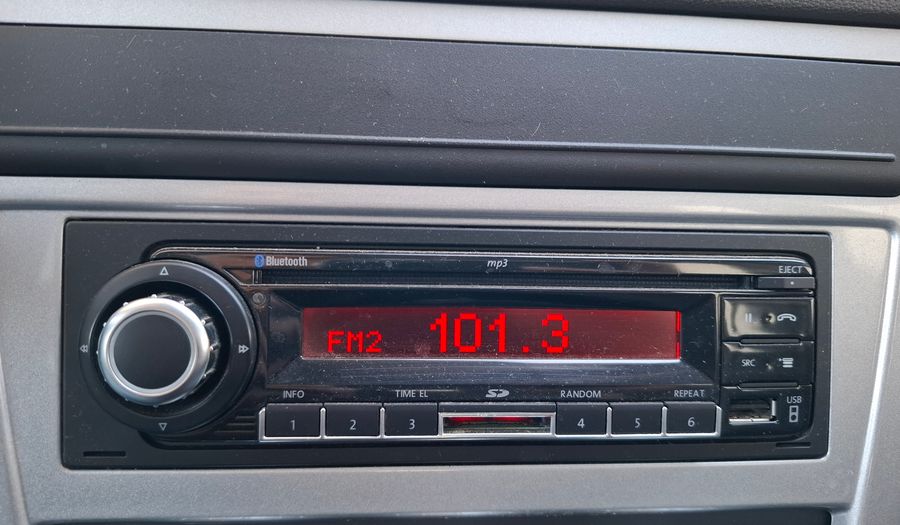 Bluetooth
mp3
EJECT
FM2 101.3
SRC
INFO
TIME EL
SD
RANDOM
REPEAT
USB
1
2
3
4
5
6